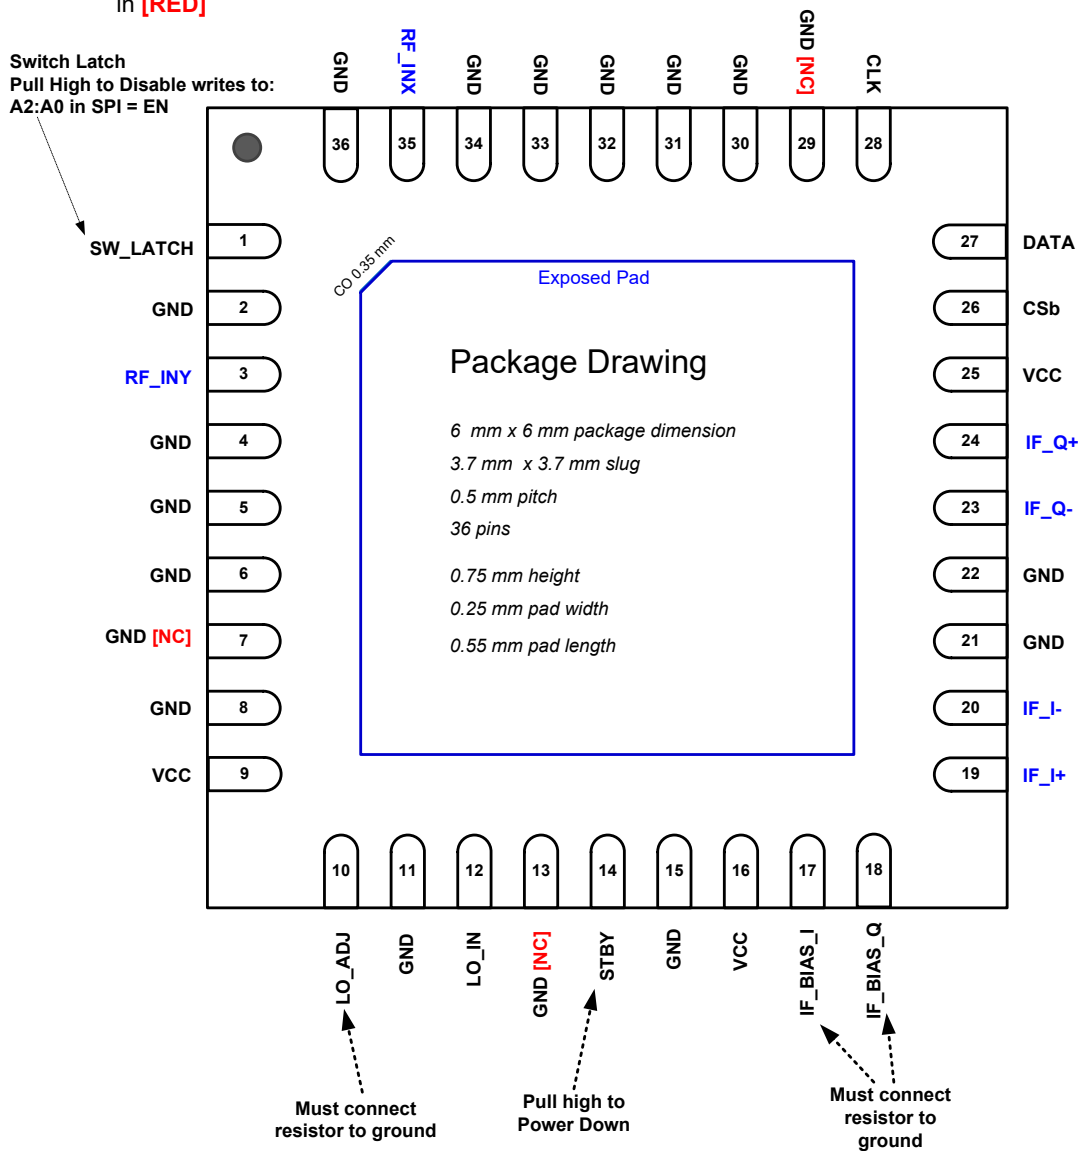 in [RED]
Switch Latch
Pull High to Disable writes to:
A2:A0 in SPI = EN
GND
RF_INX
GND
GND
GND
GND
GND
GND [NC]
CLK
36
35
34
33
32
31
30
29
28
SW_LATCH 1
GND 2
RF_INY 3
GND 4
GND 5
GND 6
GND [NC] 7
GND 8
VCC 9
27 DATA
26 CSb
25 VCC
24 IF_Q+
23 IF_Q-
22 GND
21 GND
20 IF_I-
19 IF_I+
CO 0.35 mm
Exposed Pad
Package Drawing
6 mm x 6 mm package dimension
3.7 mm x 3.7 mm slug
0.5 mm pitch
36 pins
0.75 mm height
0.25 mm pad width
0.55 mm pad length
10
11
12
13
14
15
16
17
18
LO_ADJ
GND
LO_IN
GND [NC]
STBY
GND
VCC
IF_BIAS_I
IF_BIAS_Q
Must connect
resistor to ground
Pull high to
Power Down
Must connect
resistor to
ground